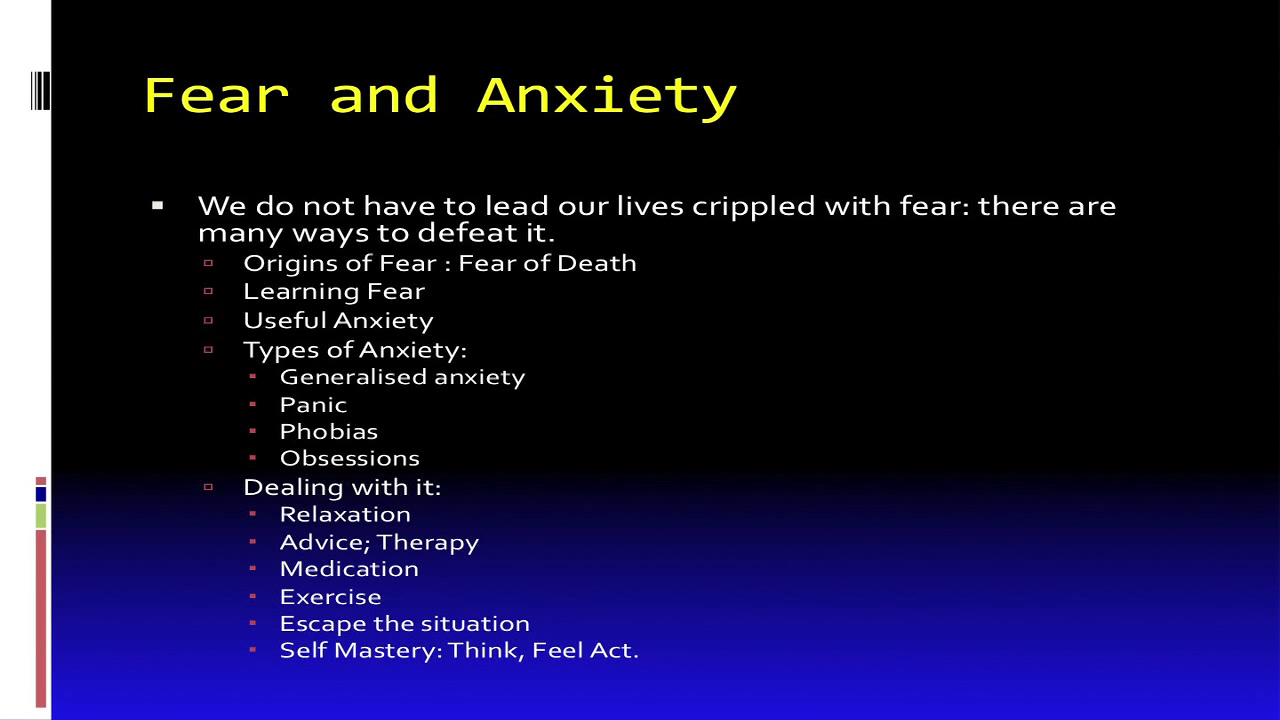 Fear and Anxiety
We do not have to lead our lives crippled with fear: there are
many ways to defeat it.
Origins of Fear : Fear of Death
Learning Fear
Useful Anxiety
Types of Anxiety:
Generalised anxiety
Panic
Phobias
Obsessions
Dealing with it:
Relaxation
Advice; Therapy
Medication
Exercise
Escape the situation
Self Mastery: Think, Feel Act.